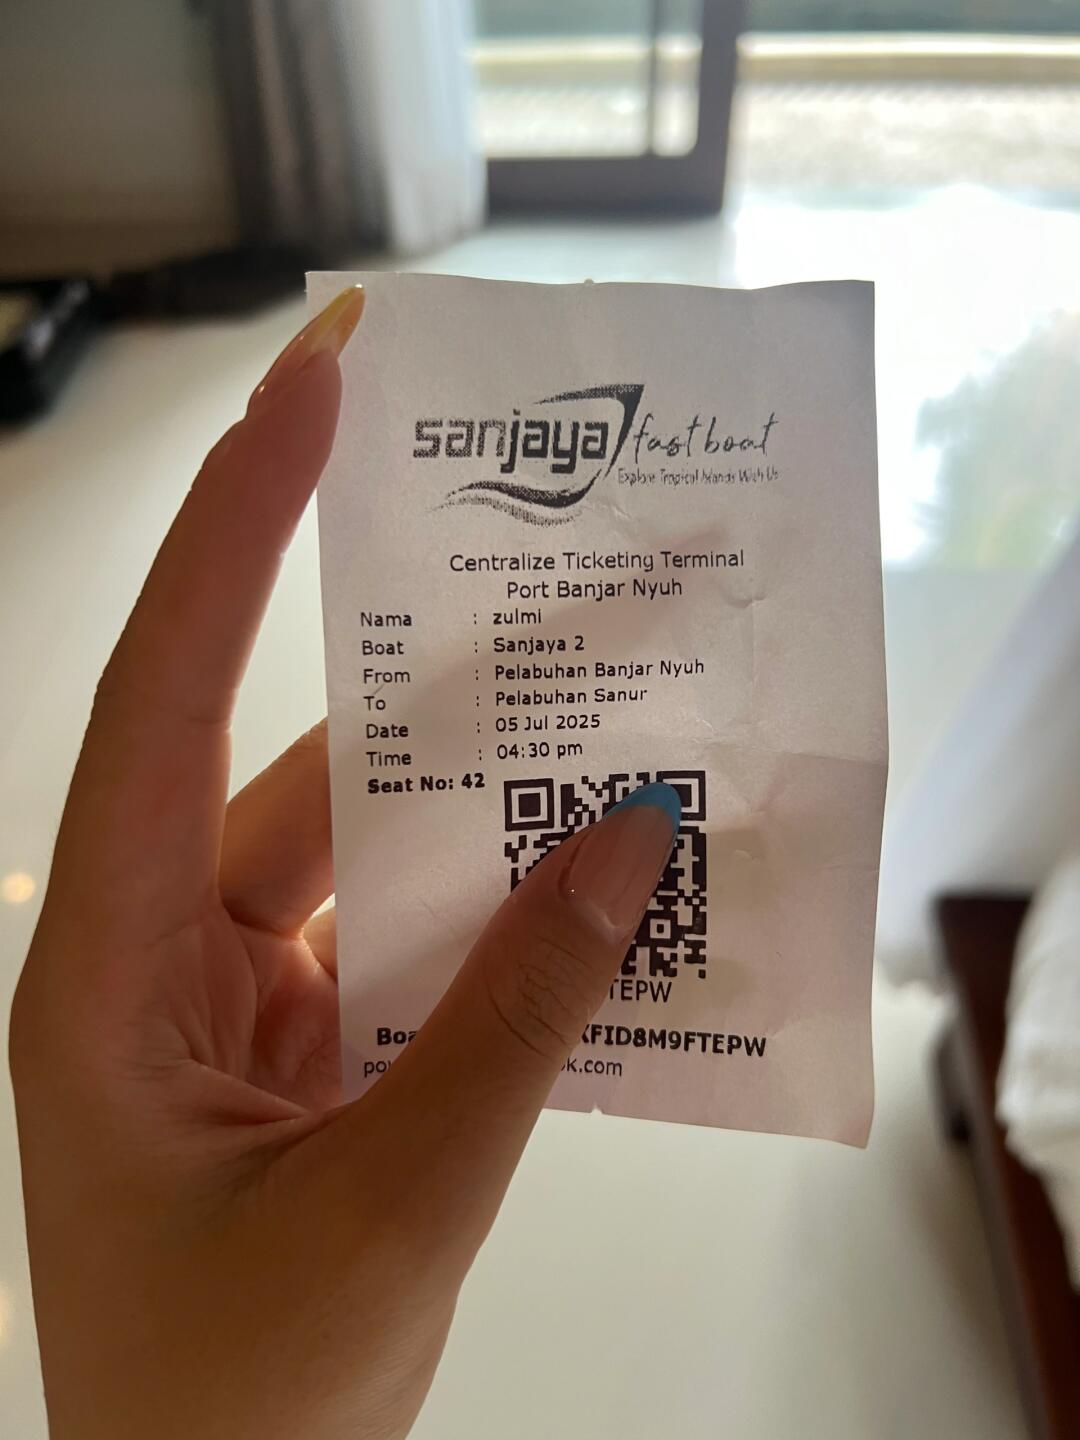 sanjaya fast boat
Explore Tropical Islands With Us
Centralize Ticketing Terminal
Port Banjar Nyuh
Nama : zulmi
Boat : Sanjaya 2
From : Pelabuhan Banjar Nyuh
To : Pelabuhan Sanur
Date : 05 Jul 2025
Time : 04:30 pm
Seat No: 42
TEPW
FID8M9FTEPW
k.com